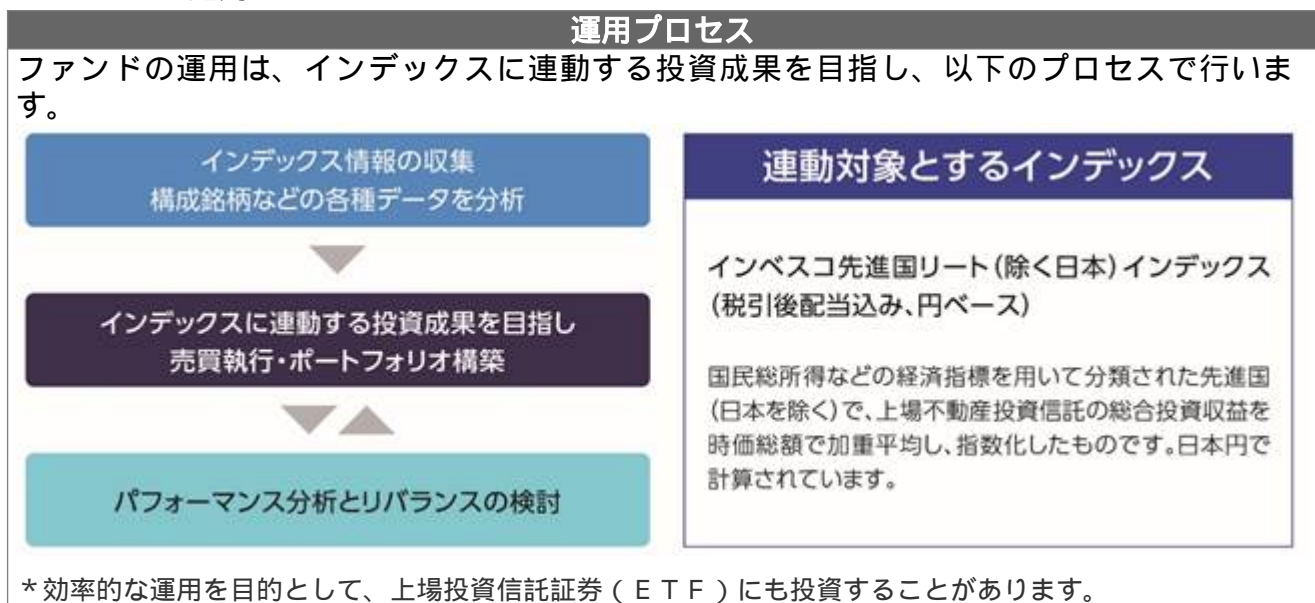 運用プロセス
ファンドの運用は、インデックスに連動する投資成果を目指し、以下のプロセスで行いま
す。
インデックス情報の収集
構成銘柄などの各種データを分析
インデックスに連動する投資成果を目指し
売買執行・ポートフォリオ構築
パフォーマンス分析とリバランスの検討
連動対象とするインデックス
インベスコ先進国リート(除く日本)インデックス
(税引後配当込み、円ベース)
国民総所得などの経済指標を用いて分類された先進国
(日本を除く)で、上場不動産投資信託の総合投資収益を
時価総額で加重平均し、指数化したものです。日本円で
計算されています。
*効率的な運用を目的として、上場投資信託証券(ETF)にも投資することがあります。